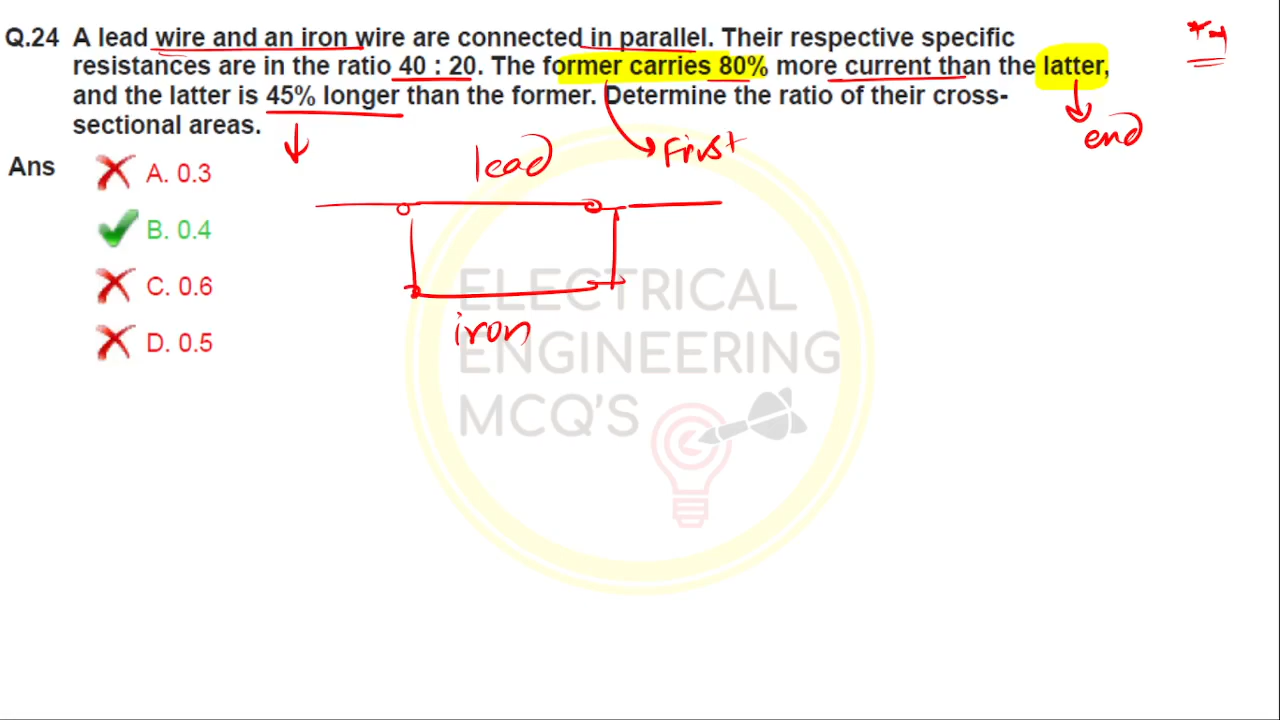 Q.24 A lead wire and an iron wire are connected in parallel. Their respective specific
resistances are in the ratio 40 : 20. The former carries 80% more current than the latter,
and the latter is 45% longer than the former. Determine the ratio of their cross-
sectional areas.
end
First
lead
Ans
A. 0.3
B. 0.4
C. 0.6
D. 0.5
iron
ELECTRICAL
ENGINEERING
MCQ'S